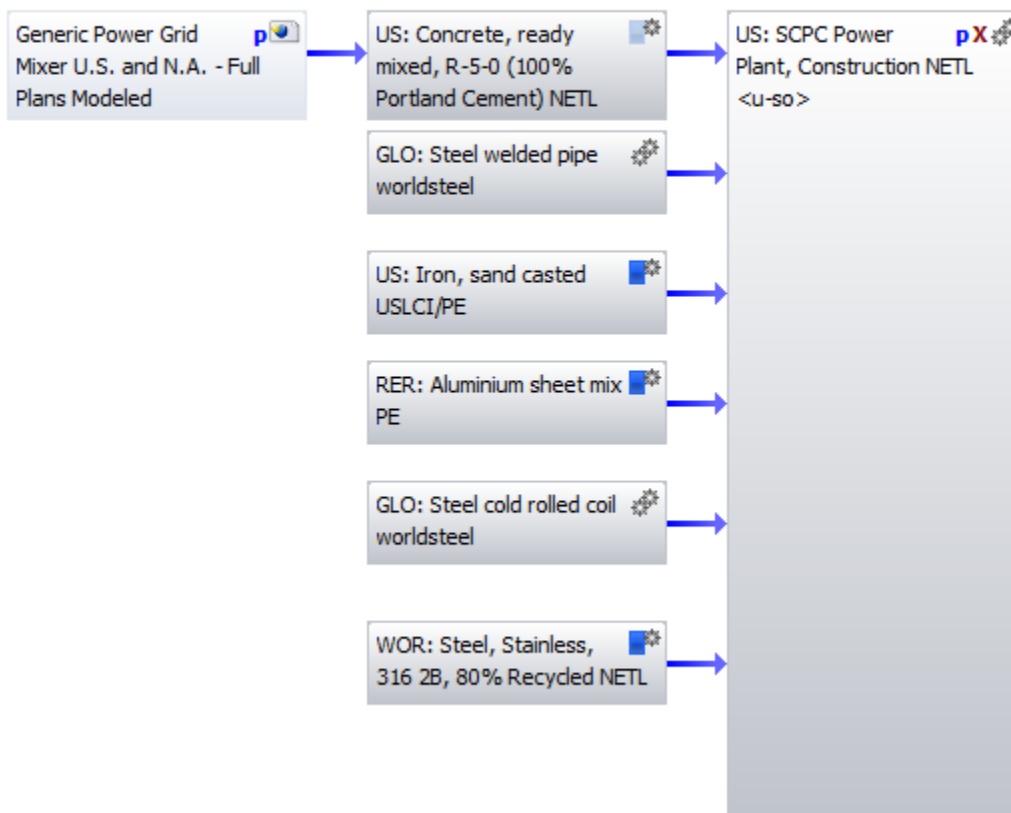 Generic Power Grid p
Mixer U.S. and N.A. - Full
Plans Modeled
US: Concrete, ready
mixed, R-5-0 (100%
Portland Cement) NETL
US: SCPC Power p X
Plant, Construction NETL
<u-so>
GLO: Steel welded pipe
worldsteel
US: Iron, sand casted
USLCI/PE
RER: Aluminium sheet mix
PE
GLO: Steel cold rolled coil
worldsteel
WOR: Steel, Stainless,
316 2B, 80% Recycled NETL